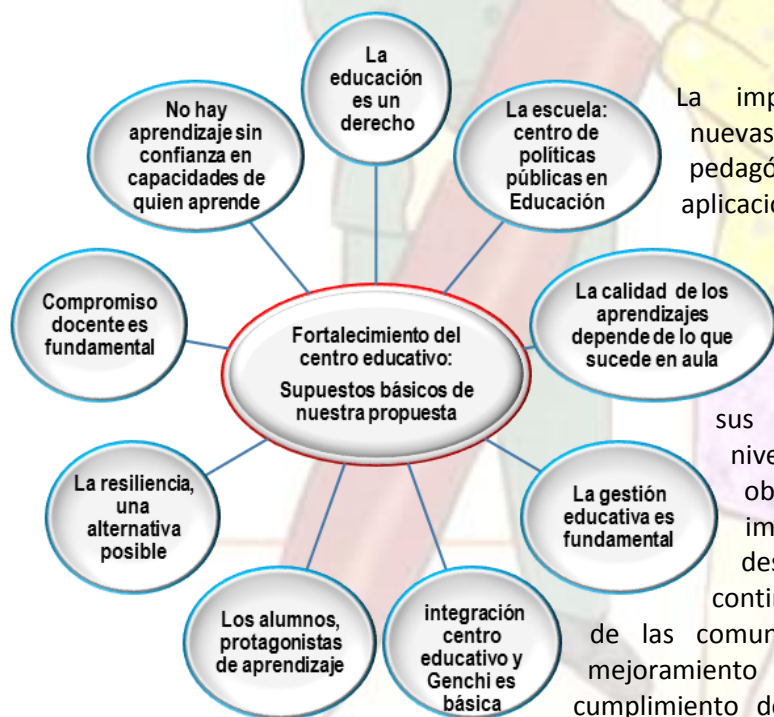 La
educación
es un
derecho
No hay
aprendizaje sin
confianza en
capacidades de
quien aprende
La escuela:
centro de
políticas
públicas en
Educación
Compromiso
docente es
fundamental
Fortalecimiento del
centro educativo:
Supuestos básicos de
nuestra propuesta
La calidad de los
aprendizajes
depende de lo que
sucede en aula
La resiliencia,
una
alternativa
posible
La gestión
educativa es
fundamental
Los alumnos,
protagonistas
de aprendizaje
integración
centro
educativo y
Genchi es
básica
La imp
nuevas
pedagó
aplicació
sus
nive
ob
im
des
contin
de las comun
mejoramiento
cumplimiento de